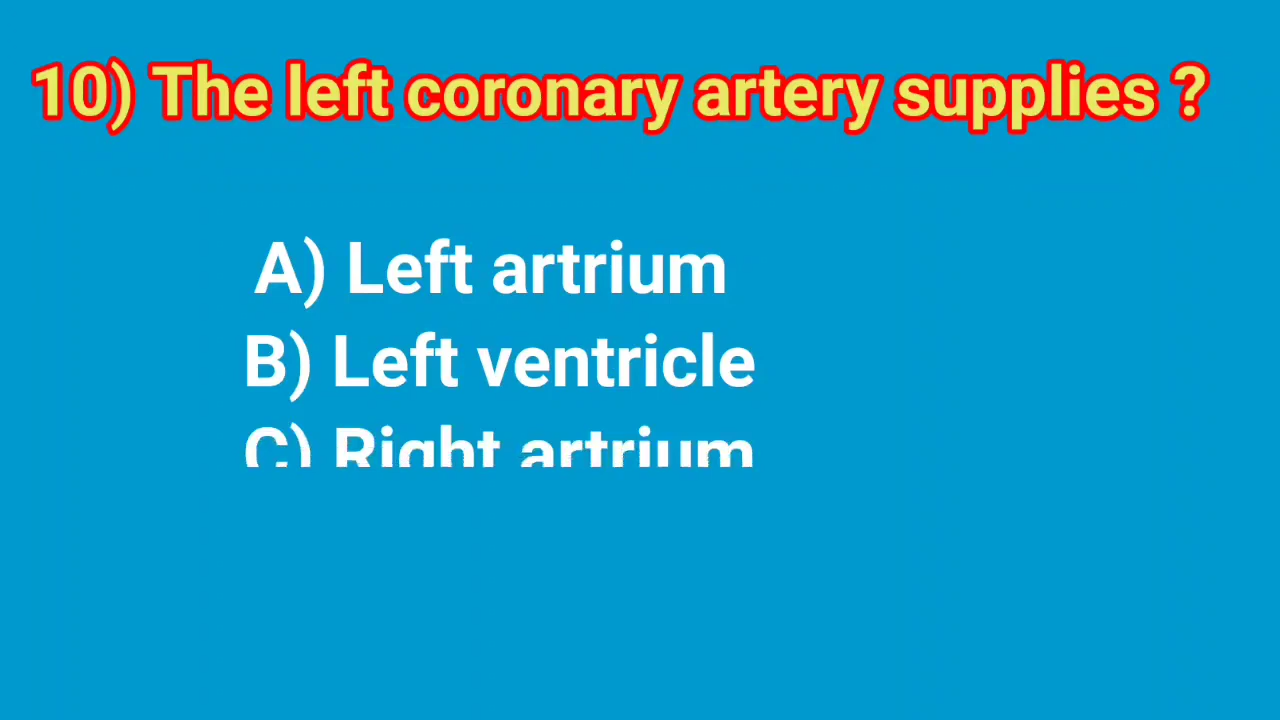 10) The left coronary artery supplies ?
A) Left artrium
B) Left ventricle
C) Right artrium